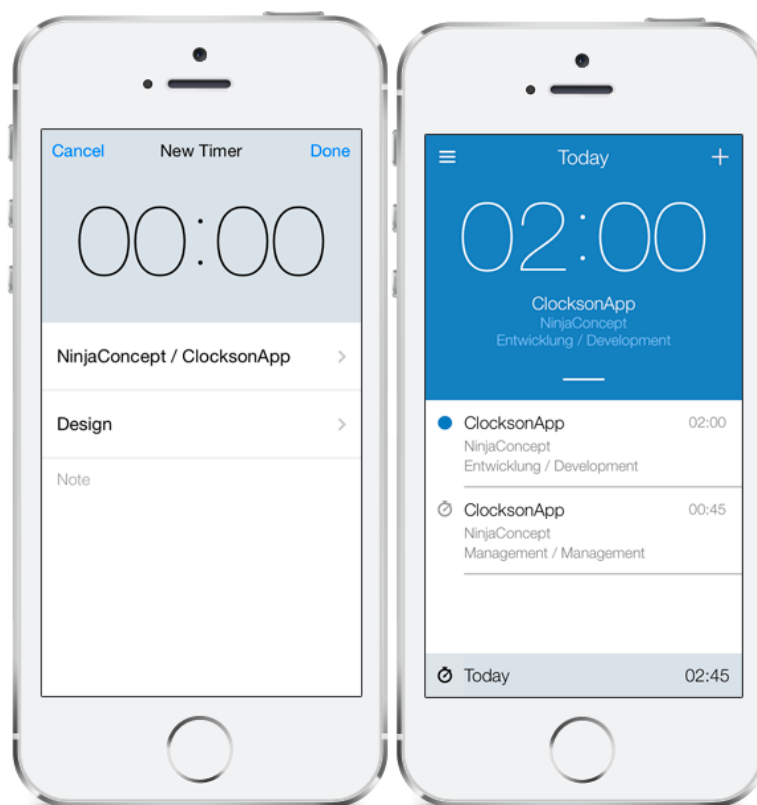 Cancel New Timer Done
00:00
NinjaConcept / ClocksonApp
Design
Note
Today
02:00
ClocksonApp
NinjaConcept
Entwicklung / Development
ClocksonApp 02:00
NinjaConcept
Entwicklung / Development
ClocksonApp 00:45
NinjaConcept
Management / Management
Today 02:45